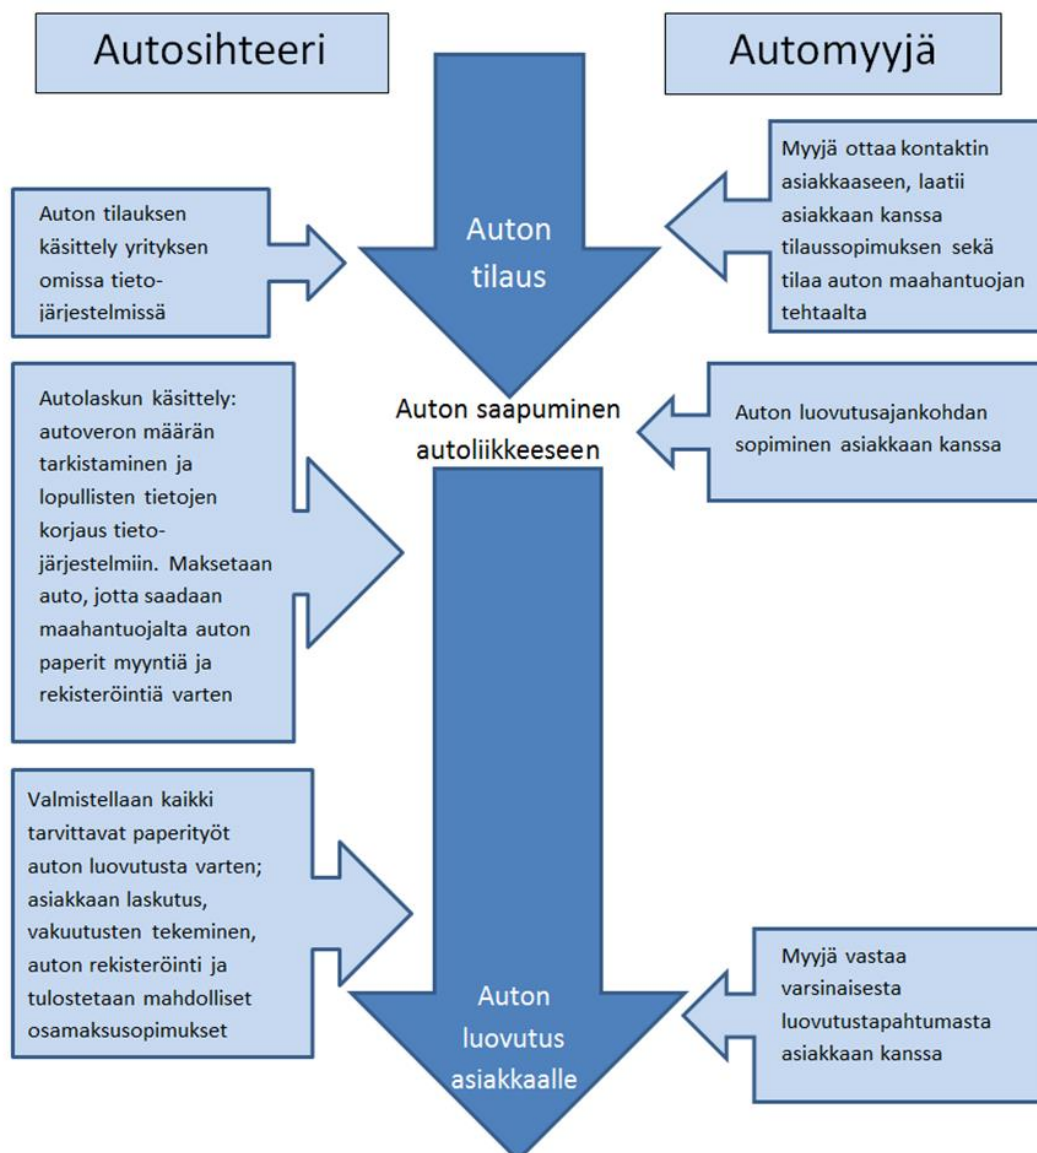 Autosihteeri
Automyyjä
Myyjä ottaa kontaktin
asiakkaaseen, laatii
asiakkaan kanssa
tilaussopimuksen sekä
tilaa auton maahantuojan
tehtaalta
Auton tilauksen
käsittely yrityksen
omissa tieto-
järjestelmissä
Auton
tilaus
Autolaskun käsittely:
autoveron määrän
tarkistaminen ja
lopullisten tietojen
korjaus tieto-
järjestelmiin. Maksetaan
auto, jotta saadaan
maahantuojalta auton
paperit myyntiä ja
rekisteröintiä varten
Auton saapuminen
autoliikkeeseen
Auton luovutusajankohdan
sopiminen asiakkaan kanssa
Valmistellaan kaikki
tarvittavat paperityöt
auton luovutusta varten;
asiakkaan laskutus,
vakuutusten tekeminen,
auton rekisteröinti ja
tulostetaan mahdolliset
osamaksusopimukset
Auton
luovutus
asiakkaalle
Myyjä vastaa
varsinaisesta
luovutustapahtumasta
asiakkaan kanssa